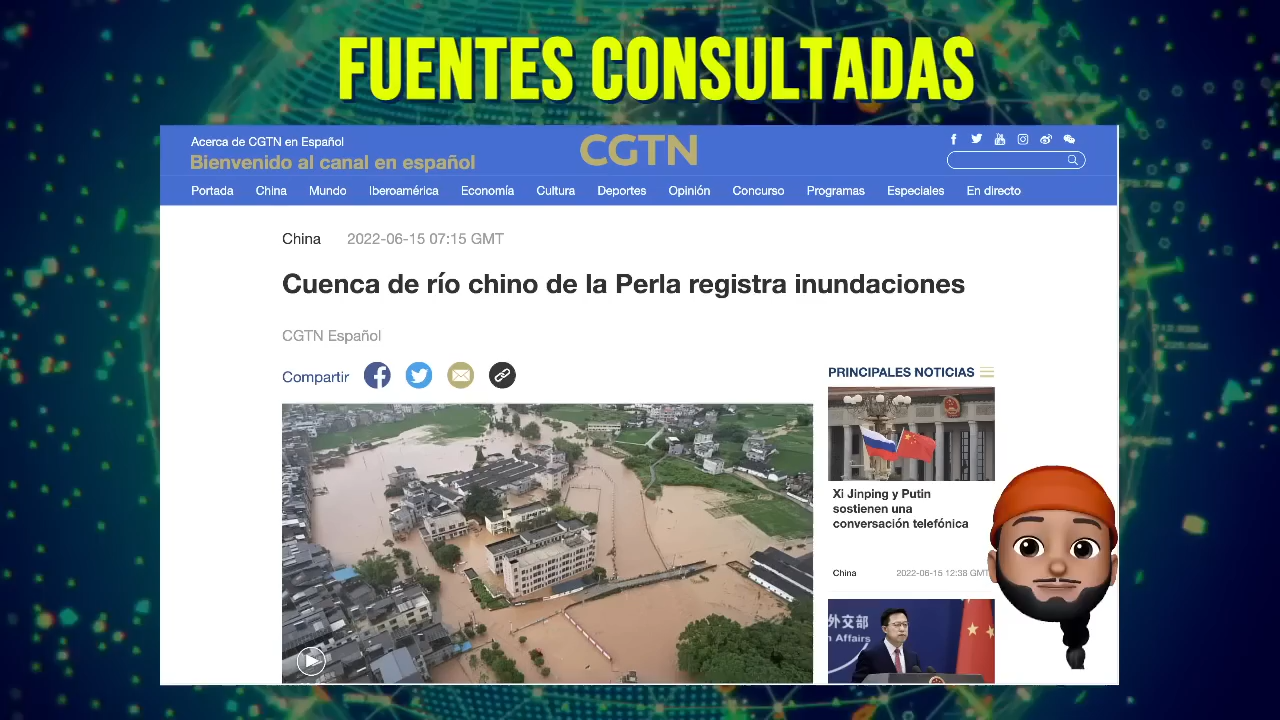 FUENTES CONSULTADAS
Acerca de CGTN en Español
Bienvenido al canal en español
CGTN
Portada China Mundo Iberoamérica Economía Cultura Deportes Opinión Concurso Programas Especiales En directo
China 2022-06-15 07:15 GMT
Cuenca de río chino de la Perla registra inundaciones
CGTN Español
Compartir
PRINCIPALES NOTICIAS
Xi Jinping y Putin
sostienen una
conversación telefónica
China 2022-06-15 12:38 GMT
外交部
n Affairs